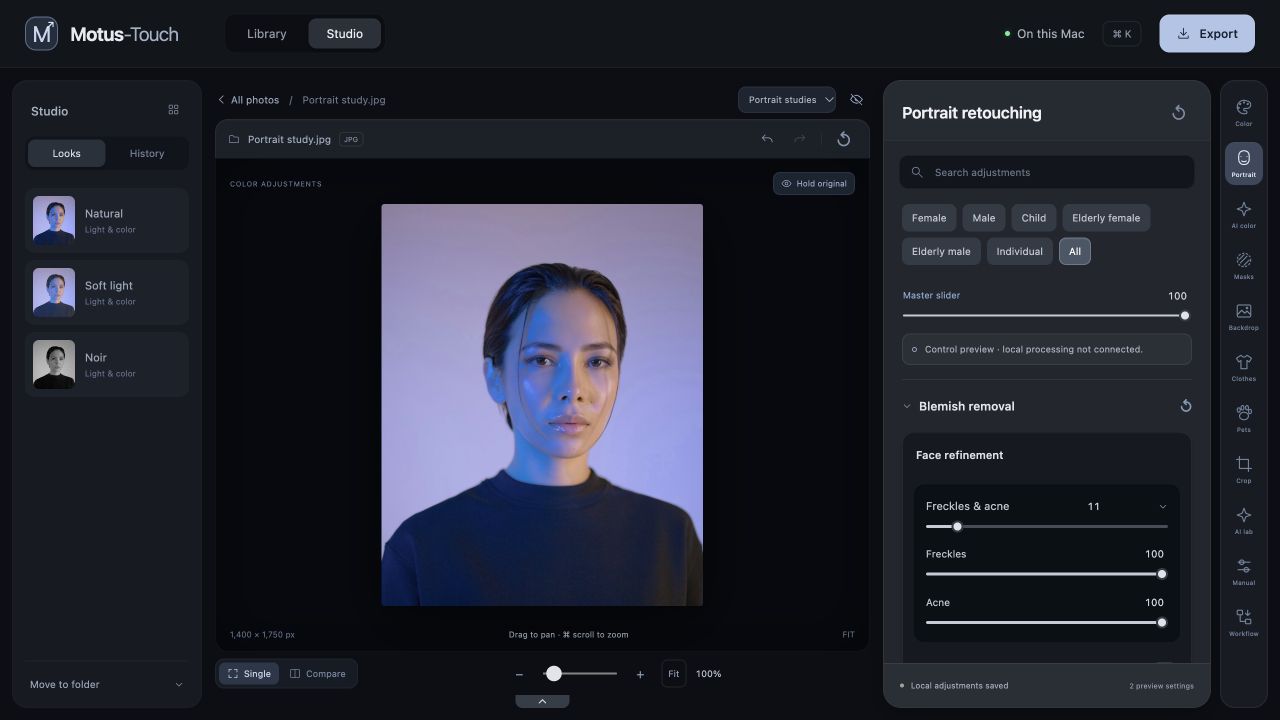 M Motus-Touch
Library
Studio
On this Mac
⌘ K
Export
Studio
Looks
History
Natural
Light & color
Soft light
Light & color
Noir
Light & color
Move to folder
All photos / Portrait study.jpg
Portrait studies
Portrait study.jpg
JPG
COLOR ADJUSTMENTS
Hold original
1,400 × 1,750 px
Drag to pan · ⌘ scroll to zoom
FIT
Single
Compare
− +
Fit
100%
Portrait retouching
Search adjustments
Female
Male
Child
Elderly female
Elderly male
Individual
All
Master slider 100
Control preview · local processing not connected.
Blemish removal
Face refinement
Freckles & acne 11
Freckles 100
Acne 100
Local adjustments saved
2 preview settings
Color
Portrait
AI color
Masks
Backdrop
Clothes
Pets
Crop
AI lab
Manual
Workflow